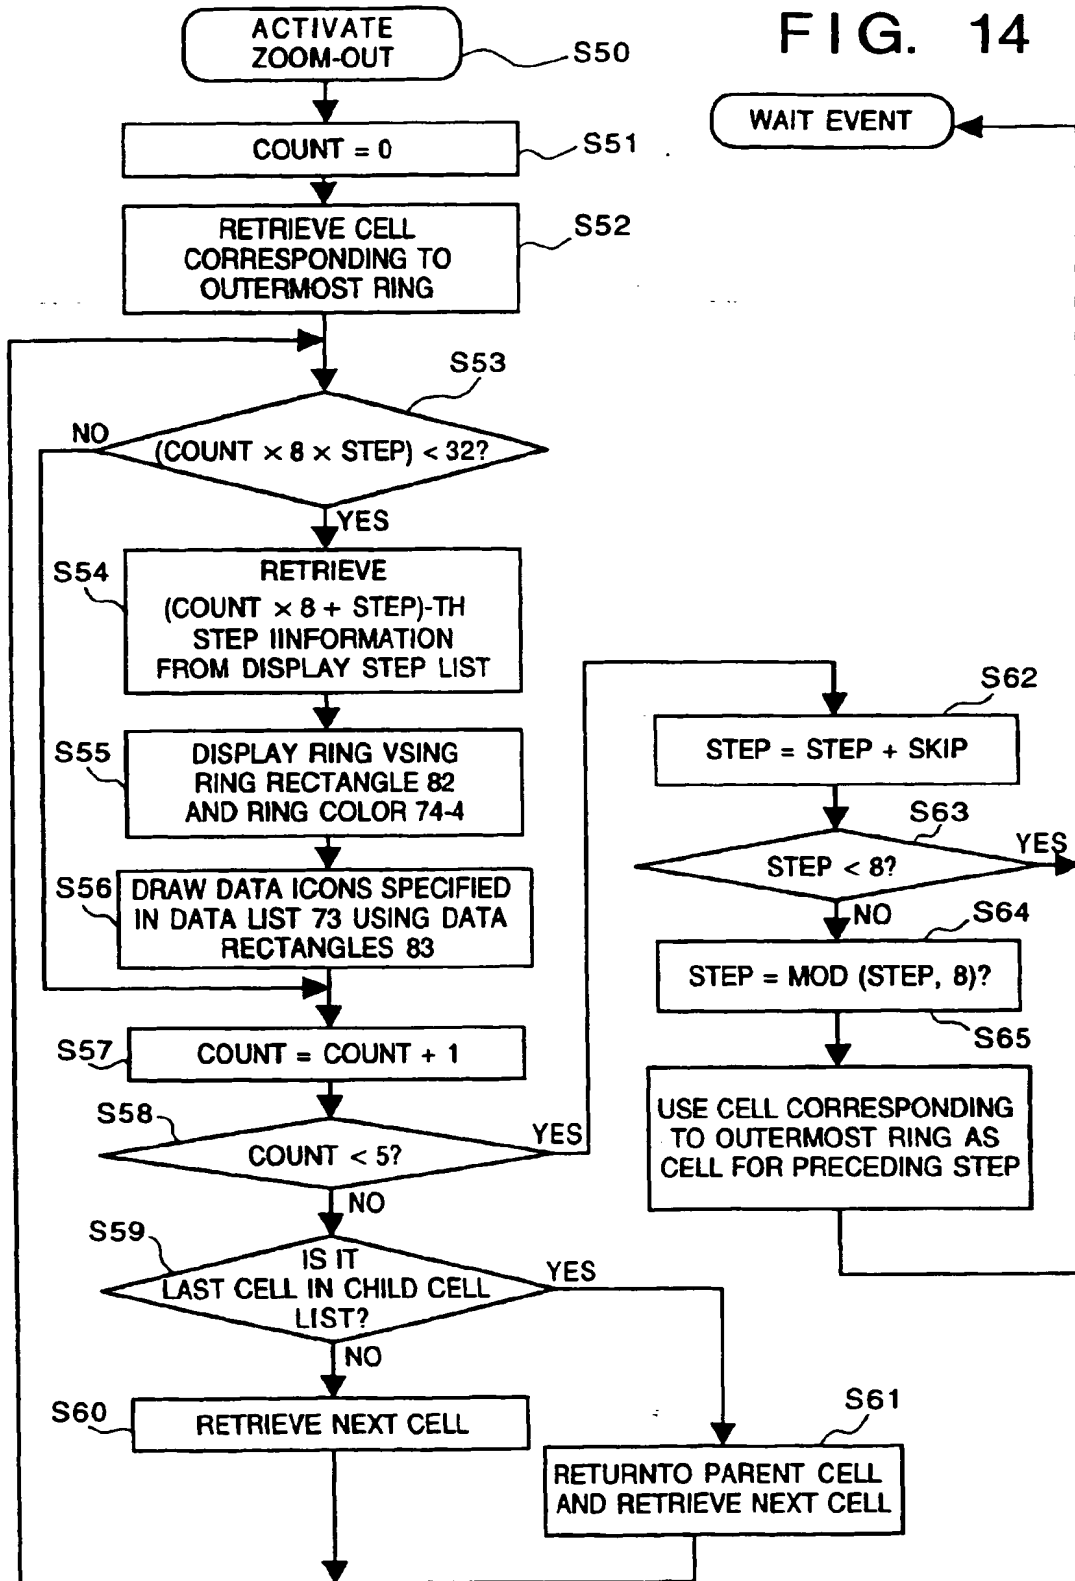 FIG. 14
ACTIVATE
ZOOM-OUT
S50
WAIT EVENT
COUNT = 0
S51
RETRIEVE CELL
CORRESPONDING TO
OUTERMOST RING
S52
S53
(COUNT × 8 × STEP) < 32?
NO
YES
S54
RETRIEVE
(COUNT × 8 + STEP)-TH
STEP IINFORMATION
FROM DISPLAY STEP LIST
S55
DISPLAY RING VSING
RING RECTANGLE 82
AND RING COLOR 74-4
S56
DRAW DATA ICONS SPECIFIED
IN DATA LIST 73 USING DATA
RECTANGLES 83
S57
COUNT = COUNT + 1
S58
COUNT < 5?
YES
NO
S59
IS IT
LAST CELL IN CHILD CELL
LIST?
YES
NO
S60
RETRIEVE NEXT CELL
S61
RETURNTO PARENT CELL
AND RETRIEVE NEXT CELL
S62
STEP = STEP + SKIP
S63
STEP < 8?
YES
NO
S64
STEP = MOD (STEP, 8)?
S65
USE CELL CORRESPONDING
TO OUTERMOST RING AS
CELL FOR PRECEDING STEP